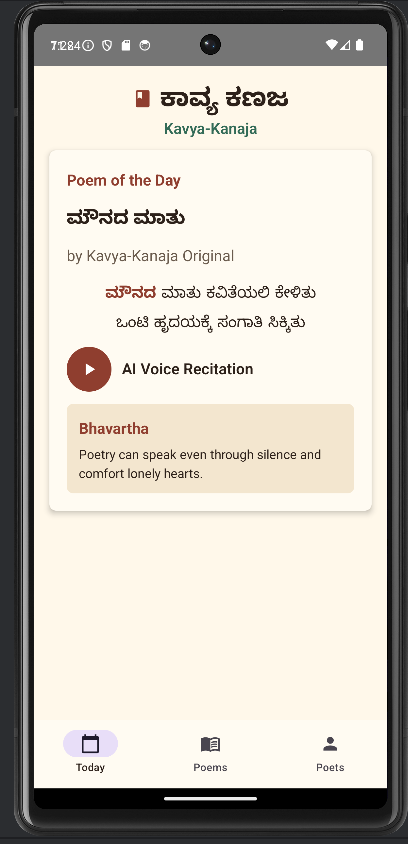 ಕಾವ್ಯ ಕಣಜ
Kavya-Kanaja
Poem of the Day
ಮೌನದ ಮಾತು
by Kavya-Kanaja Original
ಮೌನದ ಮಾತು ಕವಿತೆಯಲಿ ಕೇಳಿತು
ಒಂಟಿ ಹೃದಯಕ್ಕೆ ಸಂಗಾತಿ ಸಿಕ್ಕಿತು
AI Voice Recitation
Bhavartha
Poetry can speak even through silence and
comfort lonely hearts.
Today
Poems
Poets